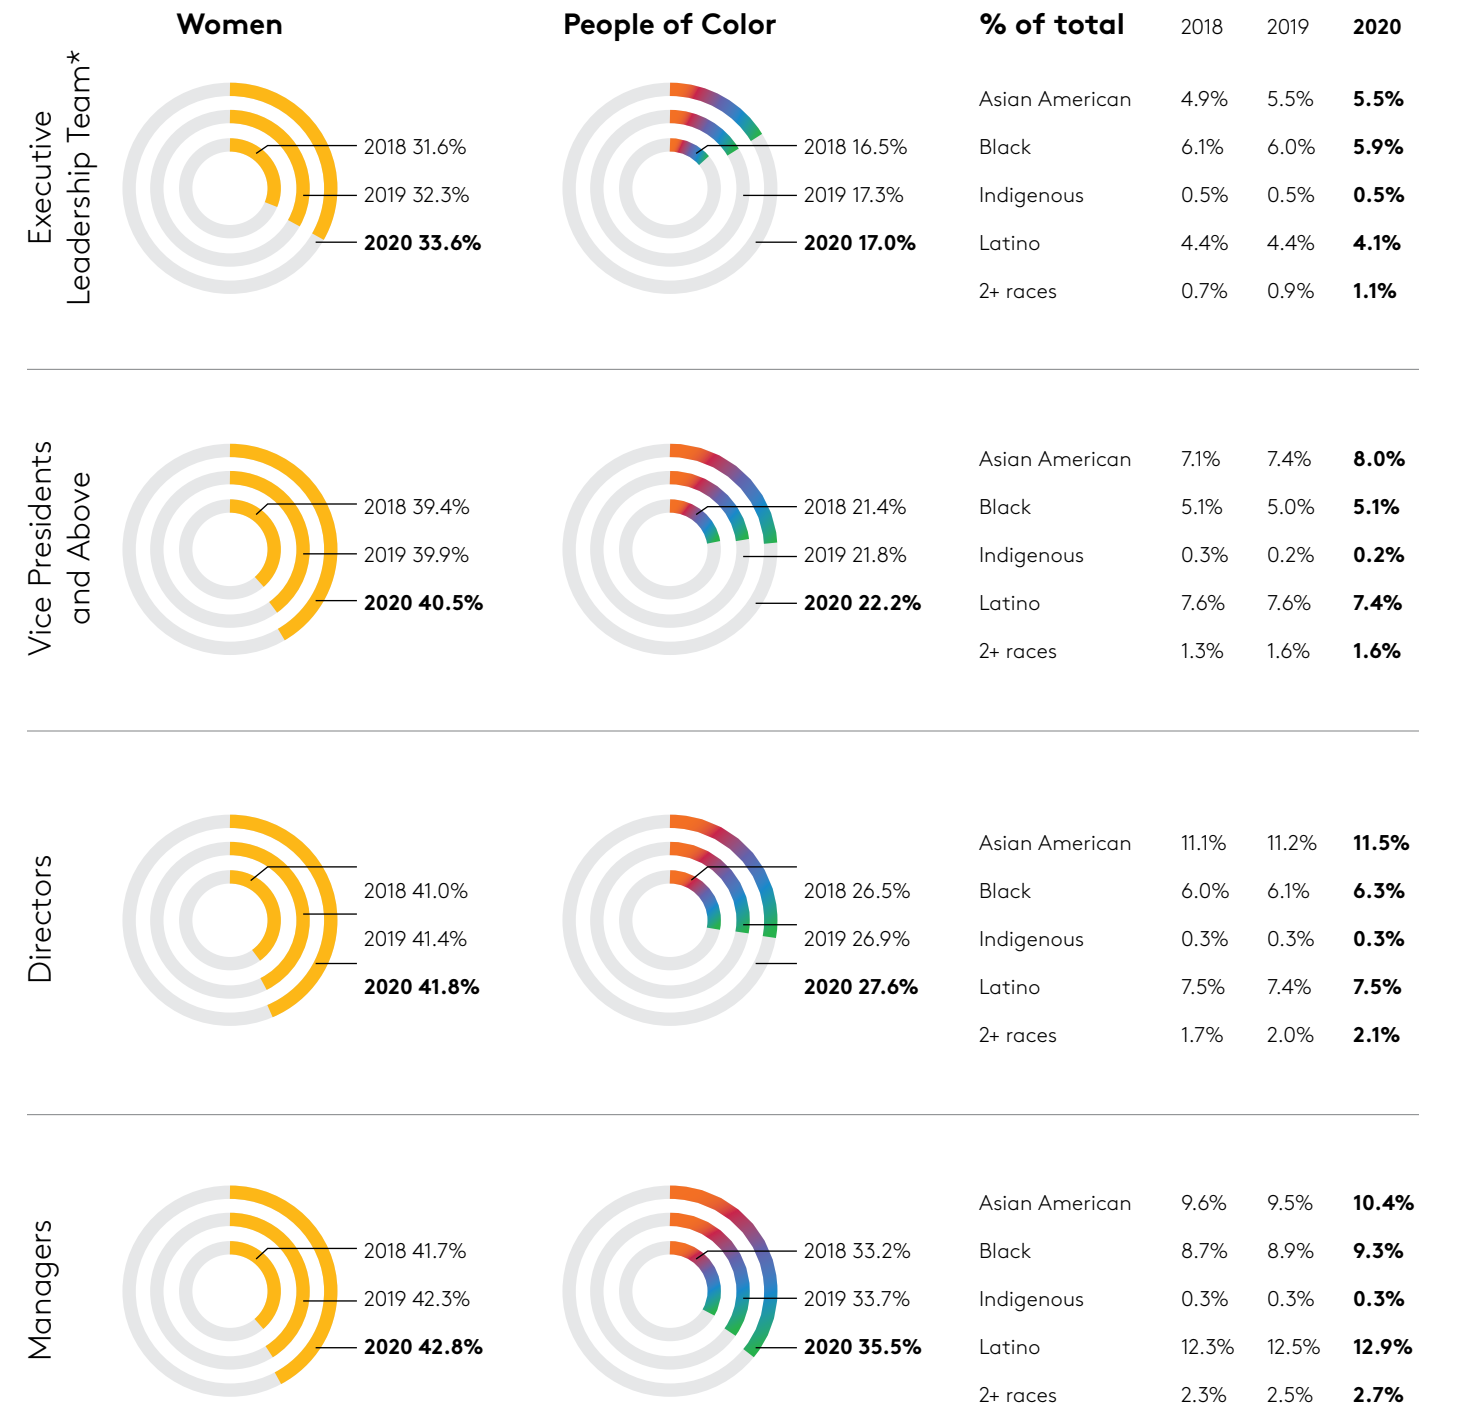 Women
People of Color
% of total 2018 2019 2020
Executive
Leadership Team*
2018 31.6%
2019 32.3%
2020 33.6%
2018 16.5%
2019 17.3%
2020 17.0%
Asian American 4.9% 5.5% 5.5%
Black 6.1% 6.0% 5.9%
Indigenous 0.5% 0.5% 0.5%
Latino 4.4% 4.4% 4.1%
2+ races 0.7% 0.9% 1.1%
Vice Presidents
and Above
2018 39.4%
2019 39.9%
2020 40.5%
2018 21.4%
2019 21.8%
2020 22.2%
Asian American 7.1% 7.4% 8.0%
Black 5.1% 5.0% 5.1%
Indigenous 0.3% 0.2% 0.2%
Latino 7.6% 7.6% 7.4%
2+ races 1.3% 1.6% 1.6%
Directors
2018 41.0%
2019 41.4%
2020 41.8%
2018 26.5%
2019 26.9%
2020 27.6%
Asian American 11.1% 11.2% 11.5%
Black 6.0% 6.1% 6.3%
Indigenous 0.3% 0.3% 0.3%
Latino 7.5% 7.4% 7.5%
2+ races 1.7% 2.0% 2.1%
Managers
2018 41.7%
2019 42.3%
2020 42.8%
2018 33.2%
2019 33.7%
2020 35.5%
Asian American 9.6% 9.5% 10.4%
Black 8.7% 8.9% 9.3%
Indigenous 0.3% 0.3% 0.3%
Latino 12.3% 12.5% 12.9%
2+ races 2.3% 2.5% 2.7%